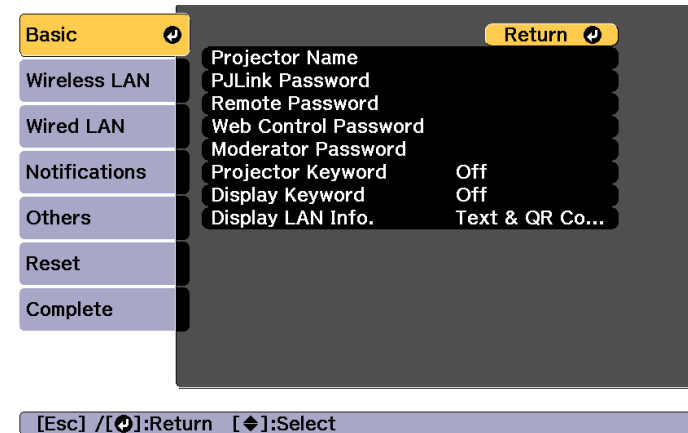 Basic
Wireless LAN
Wired LAN
Notifications
Others
Reset
Complete
Return
Projector Name
PJLink Password
Remote Password
Web Control Password
Moderator Password
Projector Keyword Off
Display Keyword Off
Display LAN Info. Text & QR Co...
[Esc] /[⏎]:Return [◆]:Select